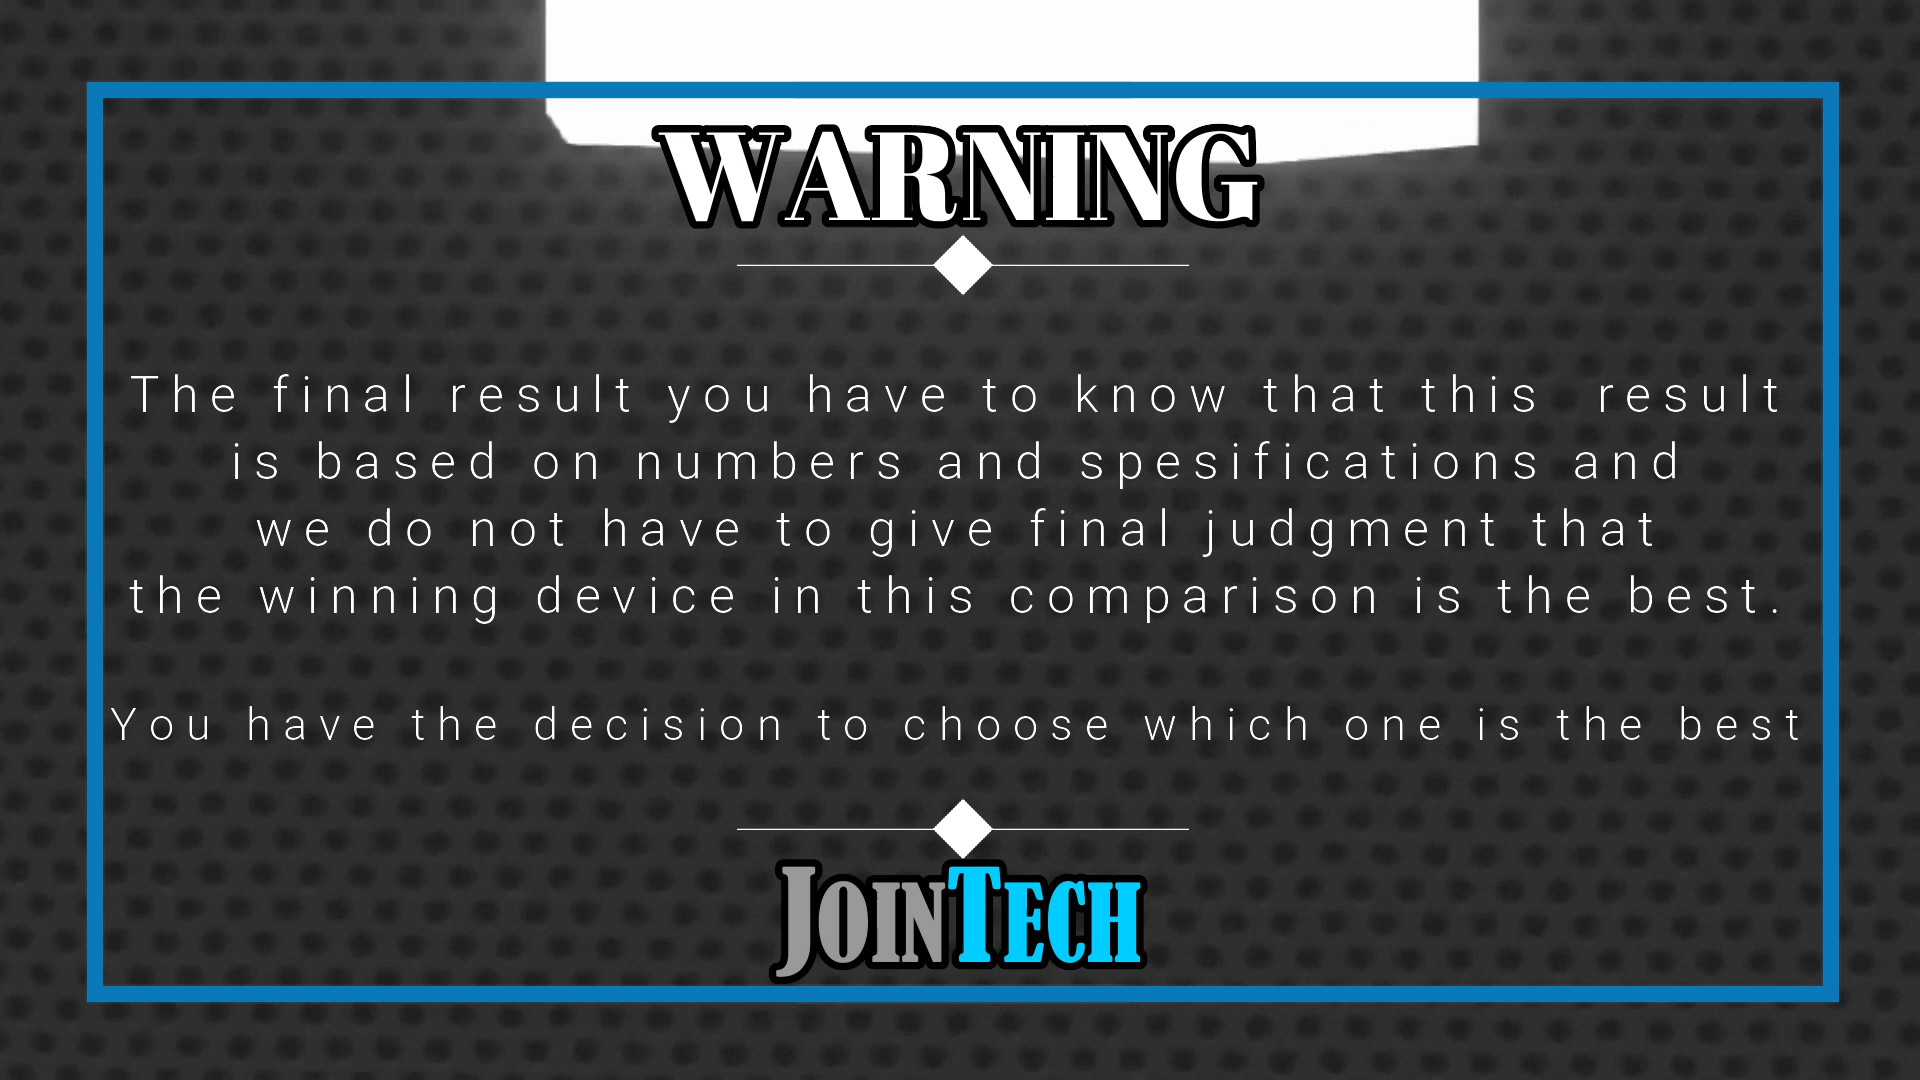 WARNING
The final result you have to know that this result
is based on numbers and spesifications and
we do not have to give final judgment that
the winning device in this comparison is the best.
You have the decision to choose which one is the best
JOINTECH